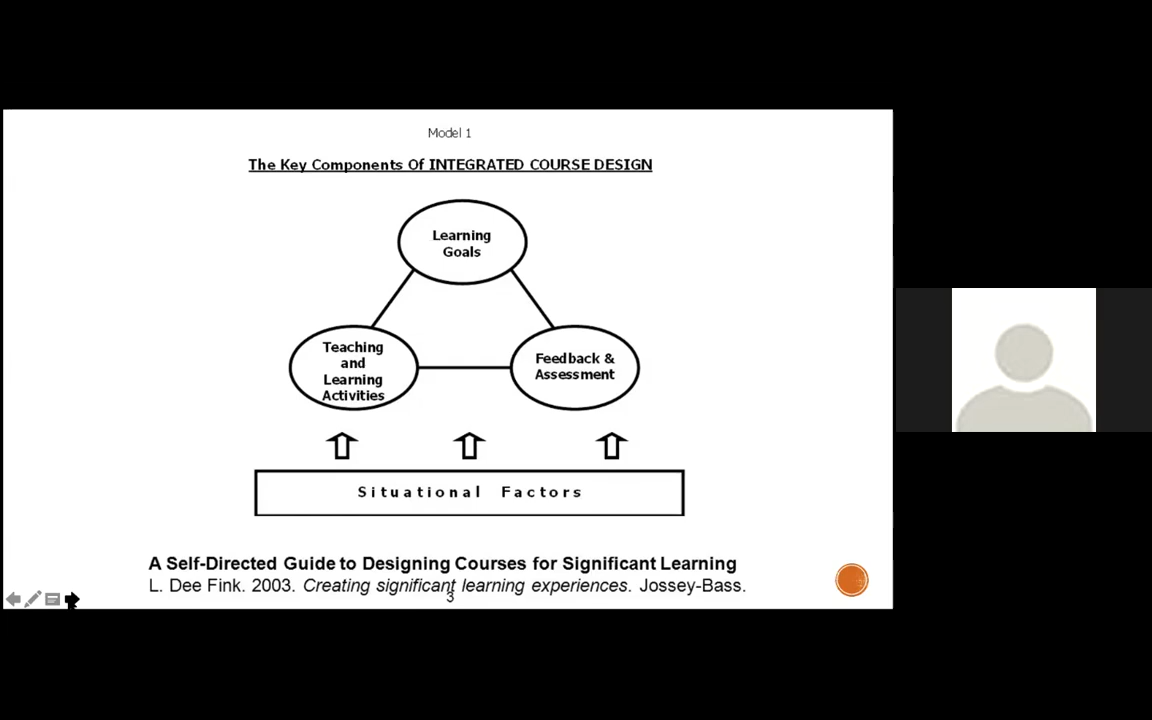 Model 1
The Key Components Of INTEGRATED COURSE DESIGN
Learning
Goals
Teaching
and
Learning
Activities
Feedback &
Assessment
Situational Factors
A Self-Directed Guide to Designing Courses for Significant Learning
L. Dee Fink. 2003. Creating significant learning experiences. Jossey-Bass.
3